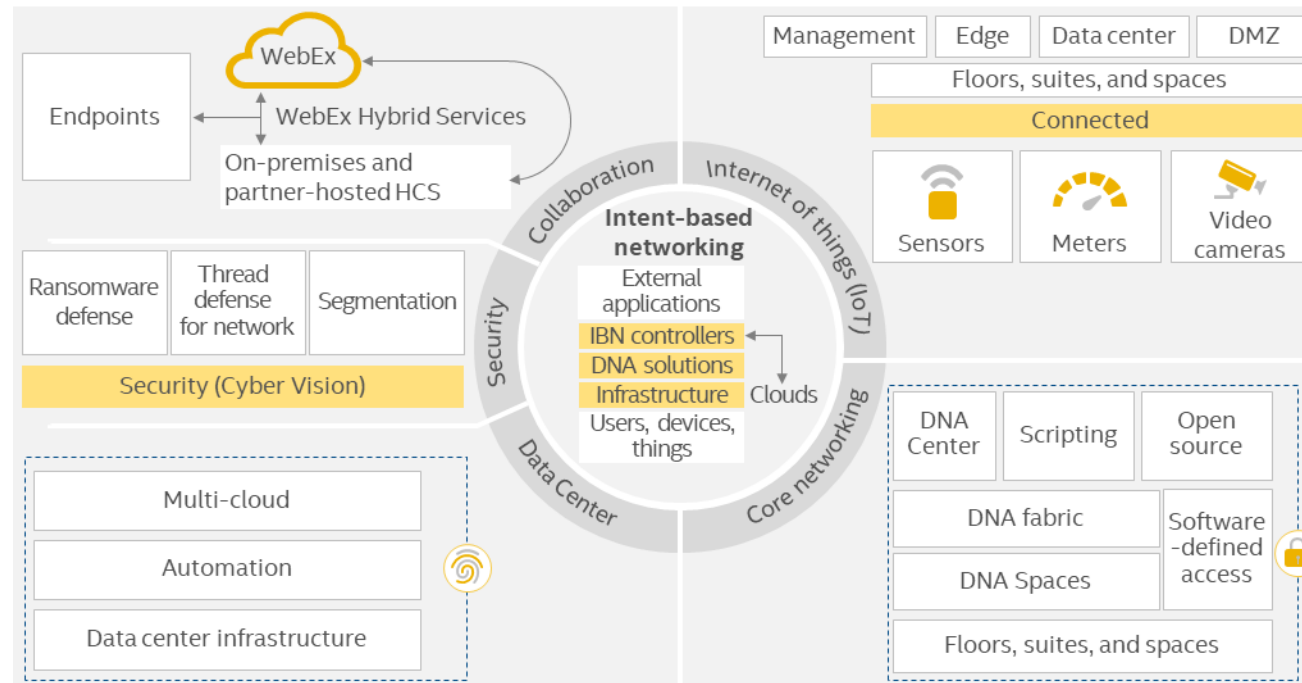 WebEx
Endpoints
WebEx Hybrid Services
On-premises and
partner-hosted HCS
Management
Edge
Data center
DMZ
Floors, suites, and spaces
Connected
Sensors
Meters
Video
cameras
Collaboration
Internet of things (IoT)
Security
Data Center
Core networking
Intent-based
networking
External
applications
IBN controllers
DNA solutions
Infrastructure
Clouds
Users, devices,
things
Ransomware
defense
Thread
defense
for network
Segmentation
Security (Cyber Vision)
Multi-cloud
Automation
Data center infrastructure
DNA
Center
Scripting
Open
source
DNA fabric
Software
-defined
access
DNA Spaces
Floors, suites, and spaces